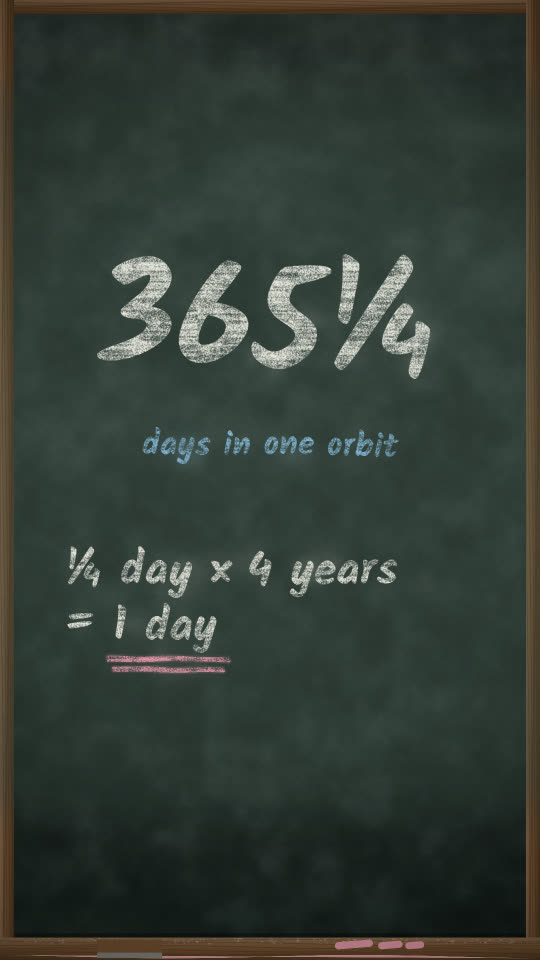 365¼
days in one orbit
¼ day x 4 years
= 1 day